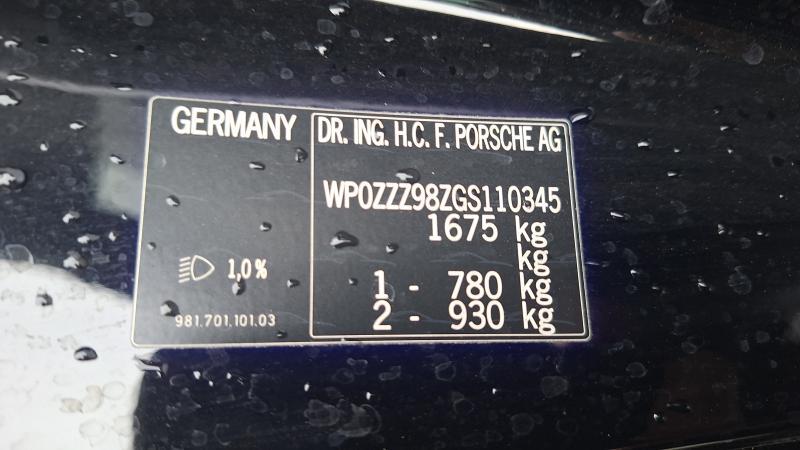 GERMANY
1,0%
981.701.101.03
DR. ING. H.C. F. PORSCHE AG
WP0ZZZ98ZGS110345
1675 kg
kg
1 - 780 kg
2 - 930 kg